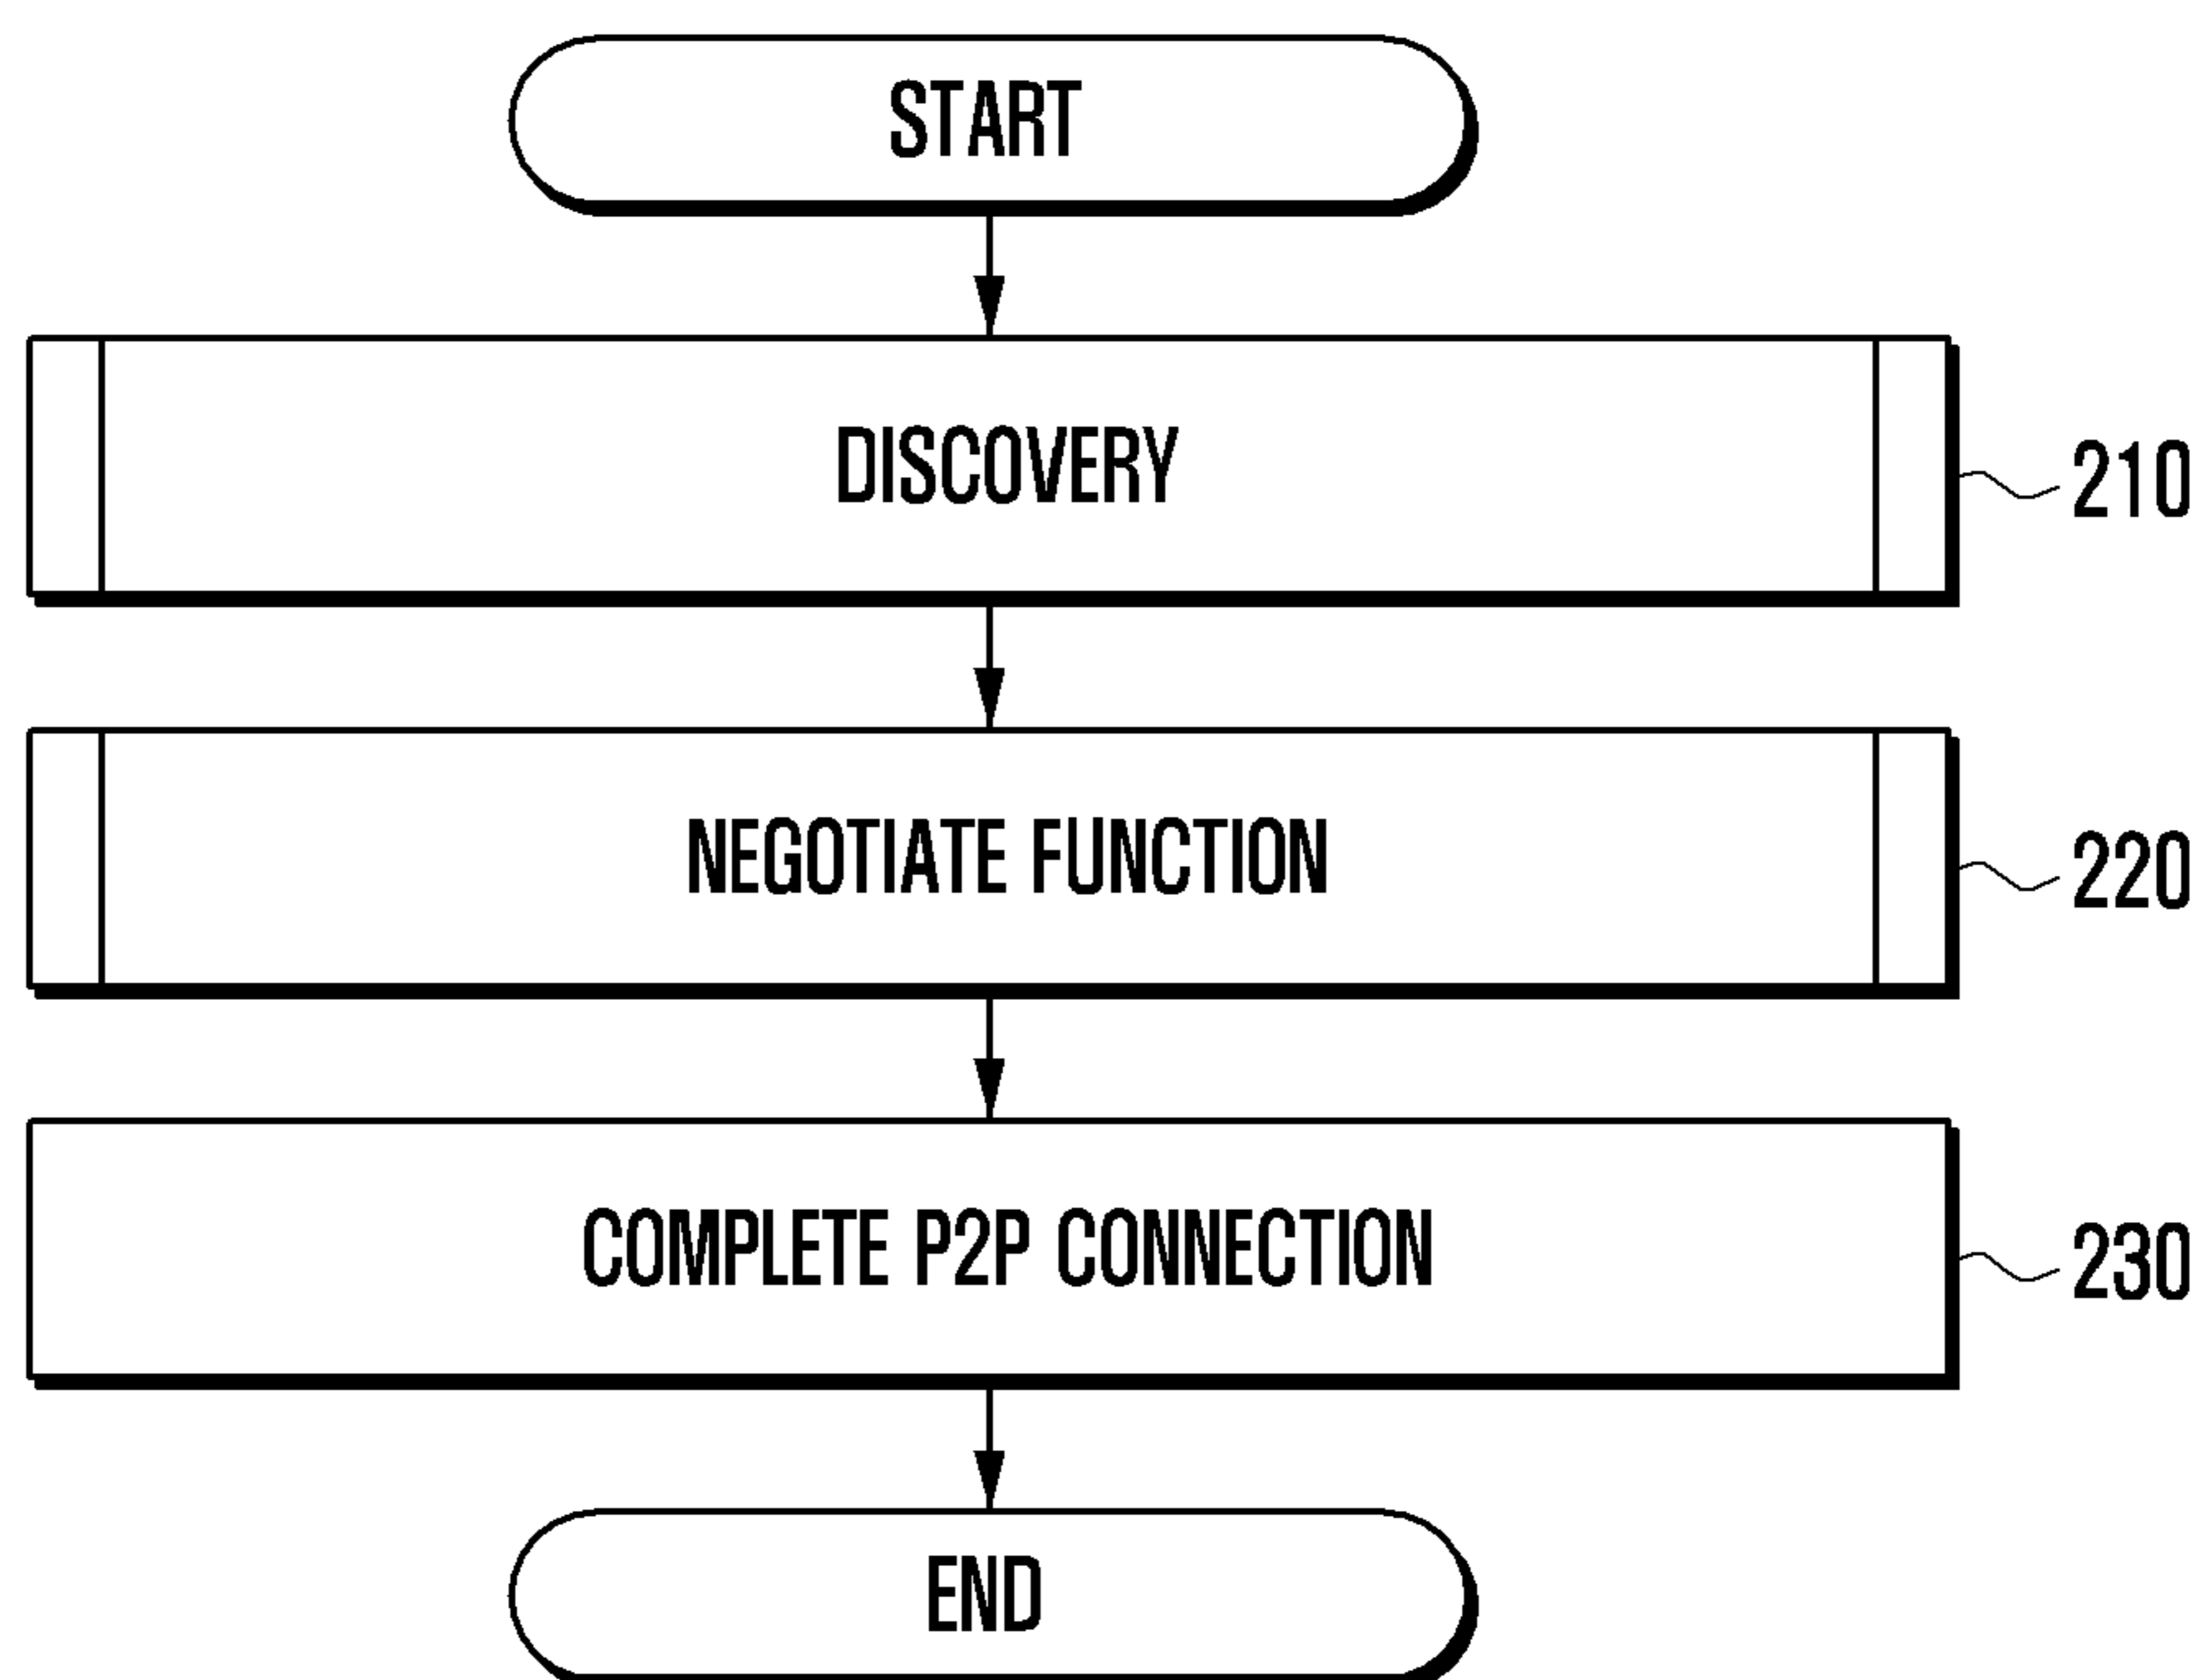 START
DISCOVERY
210
NEGOTIATE FUNCTION
220
COMPLETE P2P CONNECTION
230
END